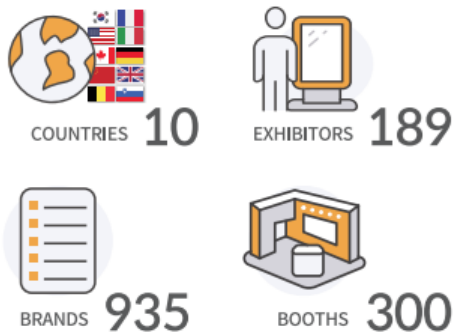 COUNTRIES 10
EXHIBITORS 189
BRANDS 935
BOOTHS 300